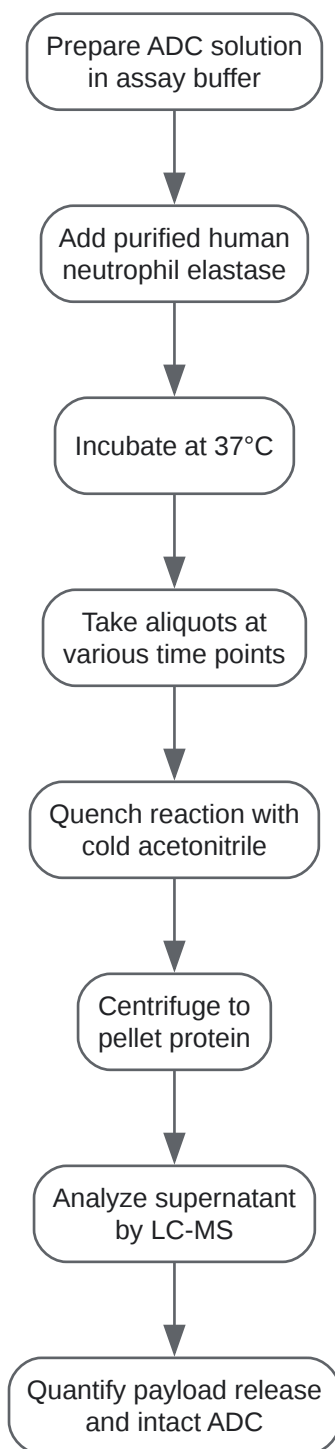 Prepare ADC solution
in assay buffer
Add purified human
neutrophil elastase
Incubate at 37°C
Take aliquots at
various time points
Quench reaction with
cold acetonitrile
Centrifuge to
pellet protein
Analyze supernatant
by LC-MS
Quantify payload release
and intact ADC